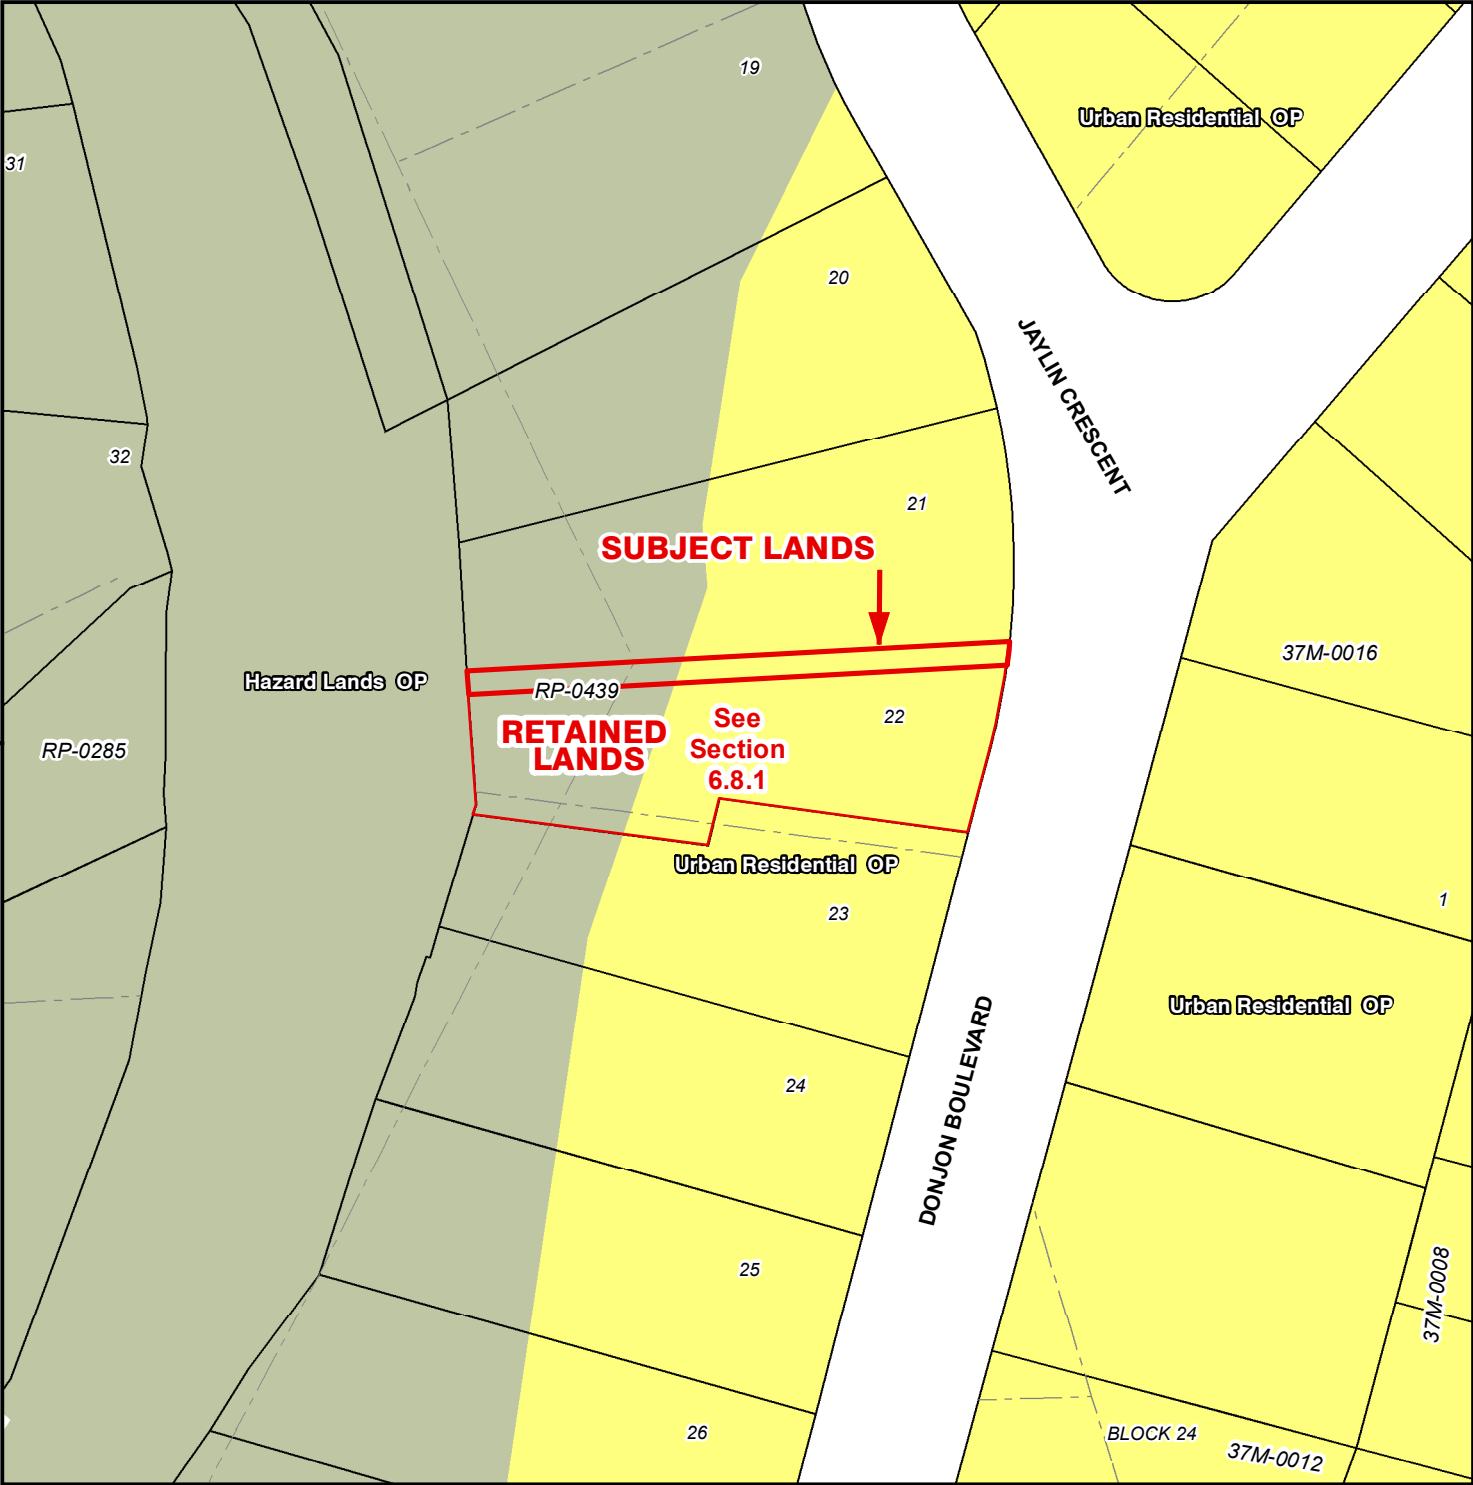 19
Urban Residential OP
31
20
JAYLIN CRESCENT
32
21
SUBJECT LANDS
37M-0016
Hazard Lands OP
RP-0439
22
RETAINED
LANDS
See
Section
6.8.1
RP-0285
Urban Residential OP
1
23
Urban Residential OP
DONJON BOULEVARD
24
25
37M-0008
26
BLOCK 24
37M-0012